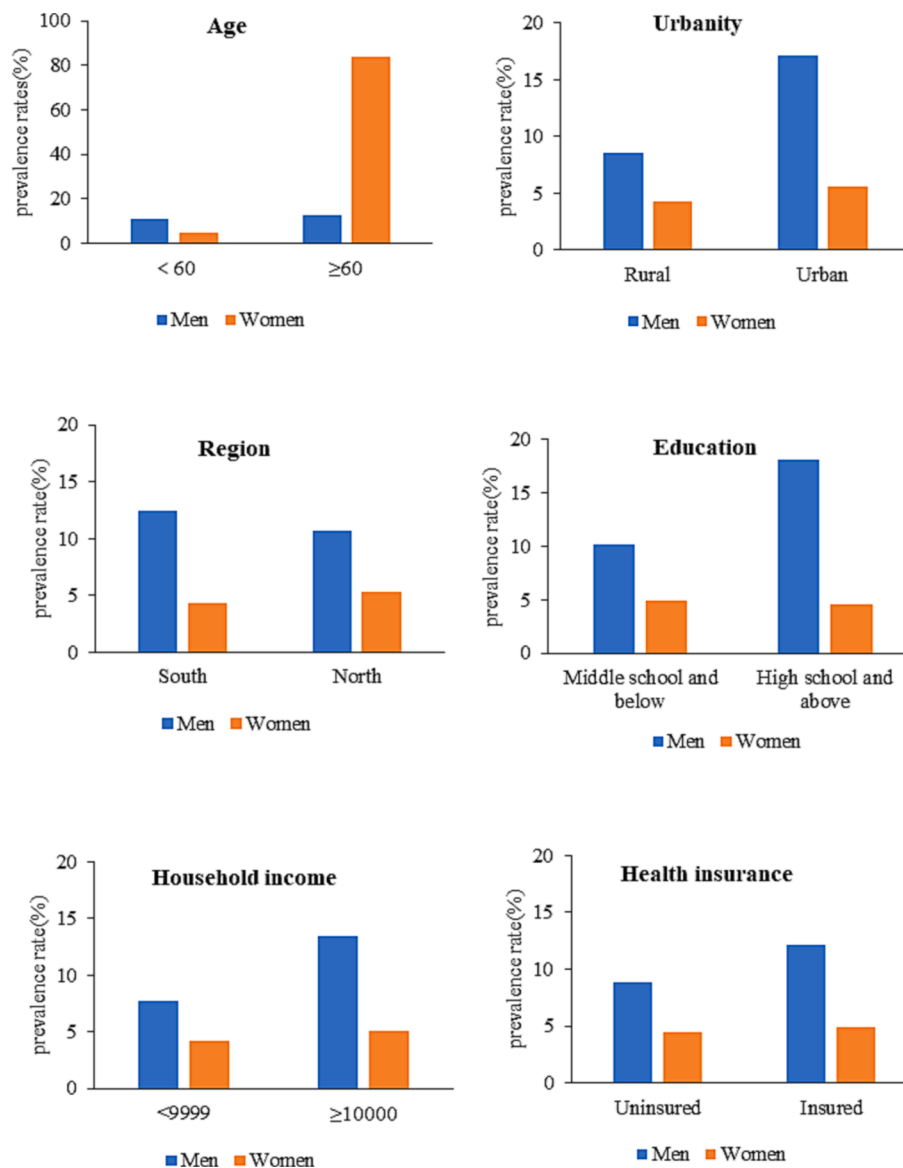 Age
prevalence rates(%)
100
80
60
40
20
0
< 60
≥60
Men
Women
Urbanity
prevalence rate(%)
20
15
10
5
0
Rural
Urban
Men
Women
Region
prevalence rate(%)
20
15
10
5
0
South
North
Men
Women
Education
prevalence rate(%)
20
15
10
5
0
Middle school and
below
High school and
above
Men
Women
Household income
prevalence rate(%)
20
15
10
5
0
<9999
≥10000
Men
Women
Health insurance
prevalence rate(%)
20
15
10
5
0
Uninsured
Insured
Men
Women